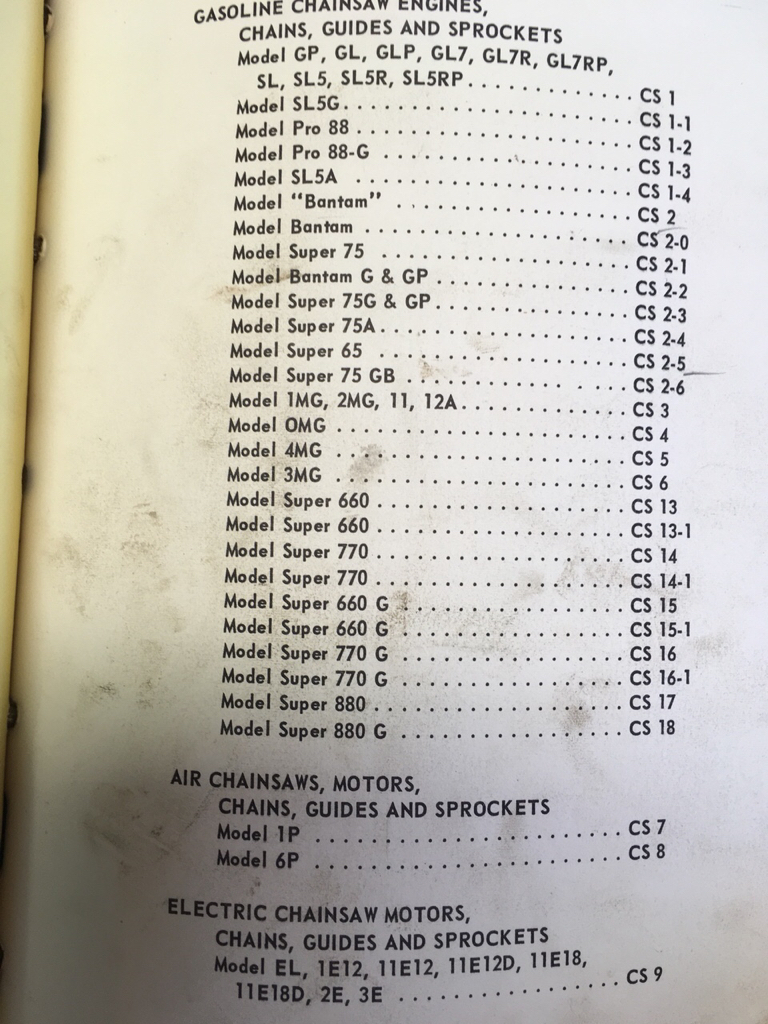 GASOLINE CHAINSAW ENGINES,
CHAINS, GUIDES AND SPROCKETS
Model GP, GL, GLP, GL7, GL7R, GL7RP,
SL, SL5, SL5R, SL5RP . . . . . . . . . . . . . CS 1
Model SL5G . . . . . . . . . . . . . . . . . . . . . CS 1-1
Model Pro 88 . . . . . . . . . . . . . . . . . . . . CS 1-2
Model Pro 88-G . . . . . . . . . . . . . . . . . . CS 1-3
Model SL5A . . . . . . . . . . . . . . . . . . . . CS 1-4
Model "Bantam" . . . . . . . . . . . . . . . . . CS 2
Model Bantam . . . . . . . . . . . . . . . . . . . . CS 2-0
Model Super 75 . . . . . . . . . . . . . . . . . . CS 2-1
Model Bantam G & GP . . . . . . . . . . . . . . CS 2-2
Model Super 75G & GP . . . . . . . . . . . . . . CS 2-3
Model Super 75A . . . . . . . . . . . . . . . . . . CS 2-4
Model Super 65 . . . . . . . . . . . . . . . . . . CS 2-5
Model Super 75 GB . . . . . . . . . . . . . . . . CS 2-6
Model 1MG, 2MG, 11, 12A . . . . . . . . . . . . CS 3
Model OMG . . . . . . . . . . . . . . . . . . . . . CS 4
Model 4MG . . . . . . . . . . . . . . . . . . . . . CS 5
Model 3MG . . . . . . . . . . . . . . . . . . . . . CS 6
Model Super 660 . . . . . . . . . . . . . . . . . . CS 13
Model Super 660 . . . . . . . . . . . . . . . . . . CS 13-1
Model Super 770 . . . . . . . . . . . . . . . . . . CS 14
Model Super 770 . . . . . . . . . . . . . . . . . . CS 14-1
Model Super 660 G . . . . . . . . . . . . . . . . CS 15
Model Super 660 G . . . . . . . . . . . . . . . . CS 15-1
Model Super 770 G . . . . . . . . . . . . . . . . CS 16
Model Super 770 G . . . . . . . . . . . . . . . . CS 16-1
Model Super 880 . . . . . . . . . . . . . . . . . . CS 17
Model Super 880 G . . . . . . . . . . . . . . . . CS 18
AIR CHAINSAWS, MOTORS,
CHAINS, GUIDES AND SPROCKETS
Model 1P . . . . . . . . . . . . . . . . . . . . . . CS 7
Model 6P . . . . . . . . . . . . . . . . . . . . . . CS 8
ELECTRIC CHAINSAW MOTORS,
CHAINS, GUIDES AND SPROCKETS
Model EL, 1E12, 11E12, 11E12D, 11E18,
11E18D, 2E, 3E . . . . . . . . . . . . . . . . CS 9